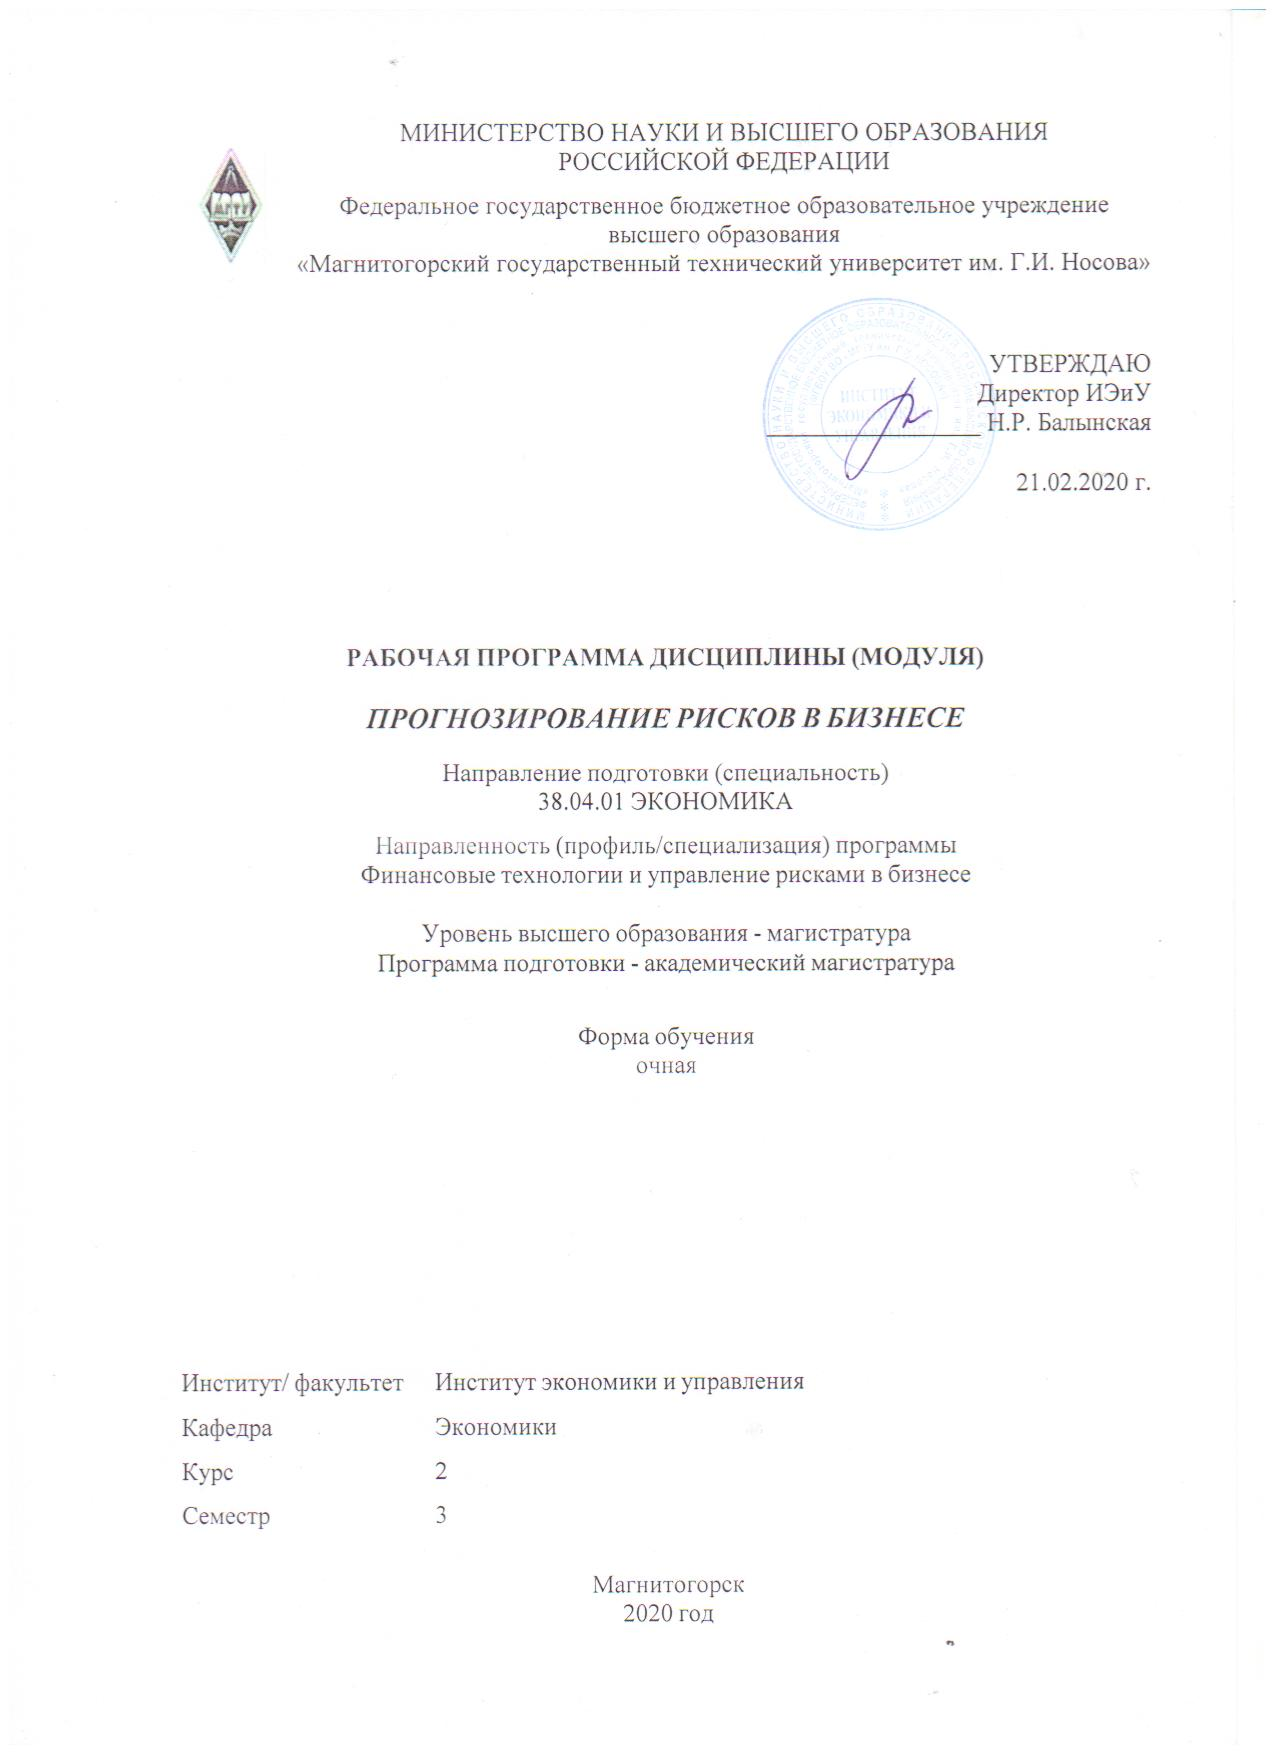 МИНИСТЕРСТВО НАУКИ И ВЫСШЕГО ОБРАЗОВАНИЯ
РОССИЙСКОЙ ФЕДЕРАЦИИ
Федеральное государственное бюджетное образовательное учреждение
высшего образования
«Магнитогорский государственный технический университет им. Г.И. Носова»
МГТУ
УТВЕРЖДАЮ
Директор ИЭиУ
Н.Р. Балынская
21.02.2020 г.
РАБОЧАЯ ПРОГРАММА ДИСЦИПЛИНЫ (МОДУЛЯ)
ПРОГНОЗИРОВАНИЕ РИСКОВ В БИЗНЕСЕ
Направление подготовки (специальность)
38.04.01 ЭКОНОМИКА
Направленность (профиль/специализация) программы
Финансовые технологии и управление рисками в бизнесе
Уровень высшего образования - магистратура
Программа подготовки - академический магистратура
Форма обучения
очная
Институт/ факультет Институт экономики и управления
Кафедра Экономики
Курс 2
Семестр 3
Магнитогорск
2020 год